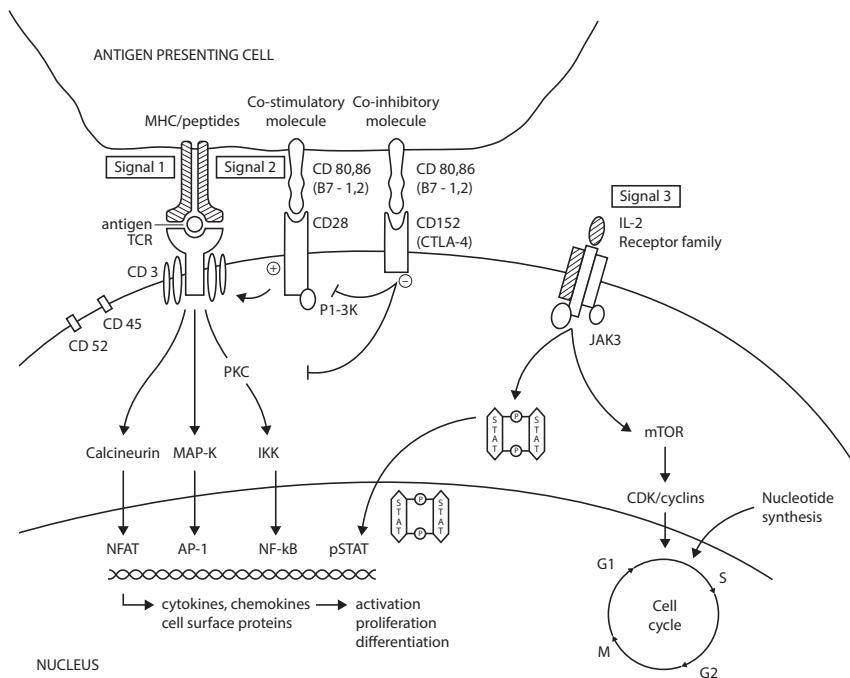 ANTIGEN PRESENTING CELL
Co-stimulatory
molecule
Co-inhibitory
molecule
MHC/peptides
Signal 1
Signal 2
CD 80,86
(B7 - 1,2)
CD 80,86
(B7 - 1,2)
Signal 3
IL-2
Receptor family
antigen
TCR
CD28
CD152
(CTLA-4)
CD 3
+
−
P1-3K
CD 45
CD 52
JAK3
PKC
STAT
P
P
STAT
mTOR
Calcineurin
MAP-K
IKK
CDK/cyclins
Nucleotide
synthesis
STAT
P
P
STAT
NFAT
AP-1
NF-kB
pSTAT
G1
S
Cell
cycle
M
G2
cytokines, chemokines
cell surface proteins
activation
proliferation
differentiation
NUCLEUS